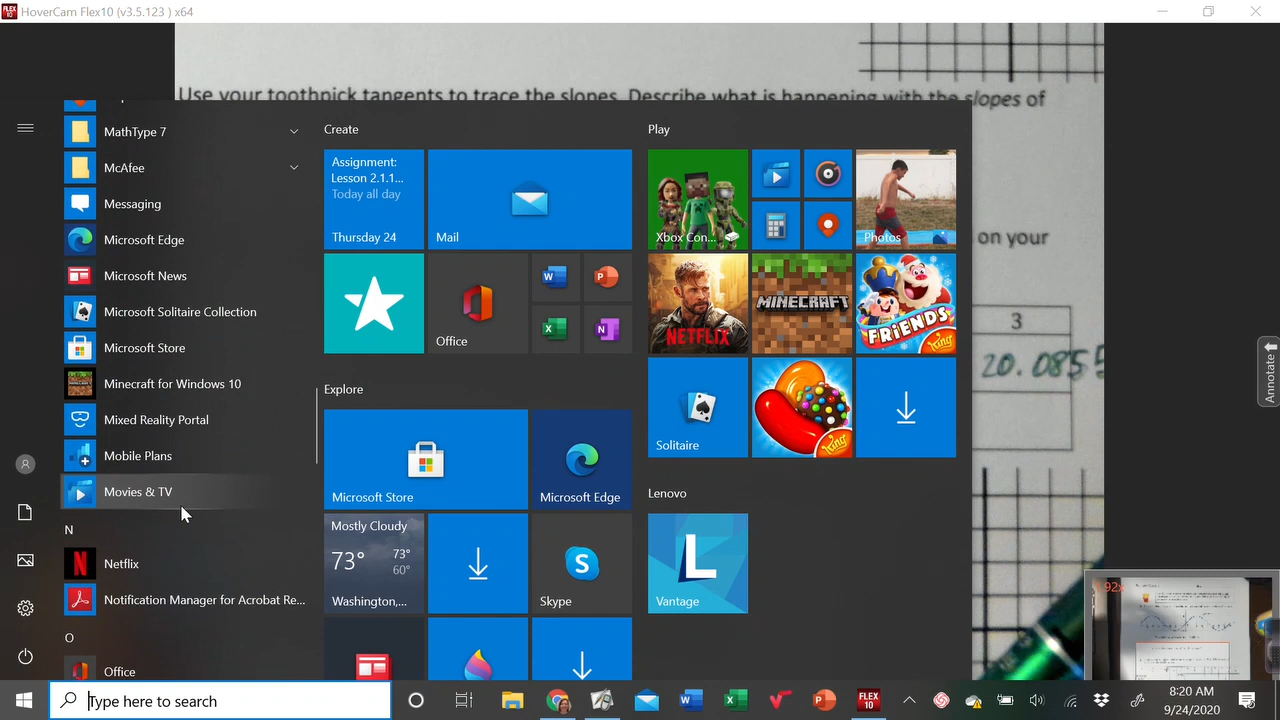 HoverCam Flex10 (v3.5.123 ) x64
Use your toothpick tangents to trace the slopes. Describe what is happening with the slopes of
on your
3
20.0855
Annotate
MathType 7
McAfee
Messaging
Microsoft Edge
Microsoft News
Microsoft Solitaire Collection
Microsoft Store
Minecraft for Windows 10
Mixed Reality Portal
Mobile Plans
Movies & TV
N
Netflix
Notification Manager for Acrobat Re...
O
Office
Create
Assignment:
Lesson 2.1.1...
Today all day
Thursday 24
Mail
Office
Explore
Microsoft Store
Microsoft Edge
Mostly Cloudy
73°
73°
60°
Washington,...
Skype
Play
Xbox Con...
Photos
NETFLIX
MINECRAFT
FRIENDS
King
Solitaire
King
Lenovo
L
Vantage
Type here to search
FLEX
10
8:20 AM
9/24/2020